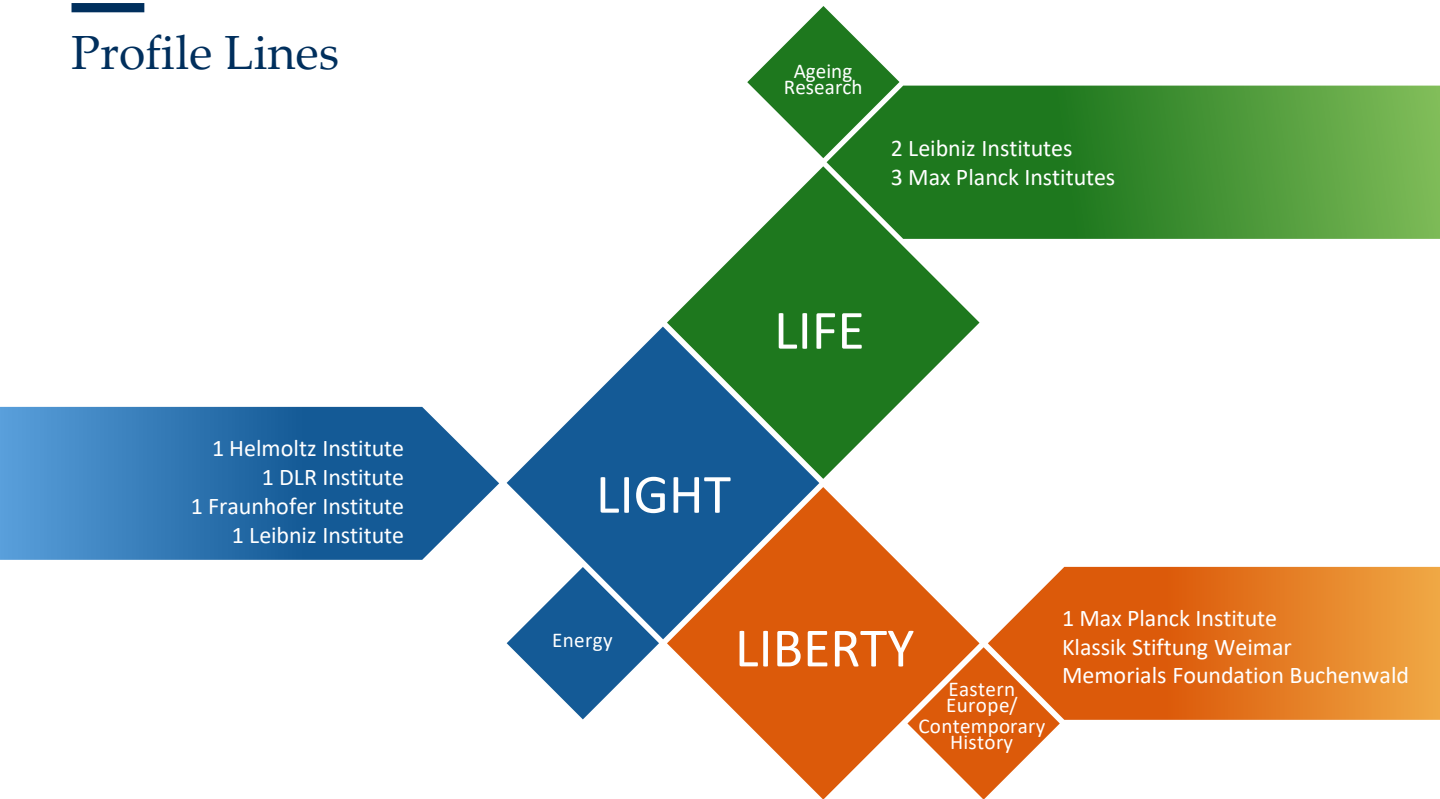 Profile Lines
Ageing
Research
2 Leibniz Institutes
3 Max Planck Institutes
LIFE
1 Helmoltz Institute
1 DLR Institute
1 Fraunhofer Institute
1 Leibniz Institute
LIGHT
Energy
LIBERTY
1 Max Planck Institute
Klassik Stiftung Weimar
Memorials Foundation Buchenwald
Eastern
Europe/
Contemporary
History